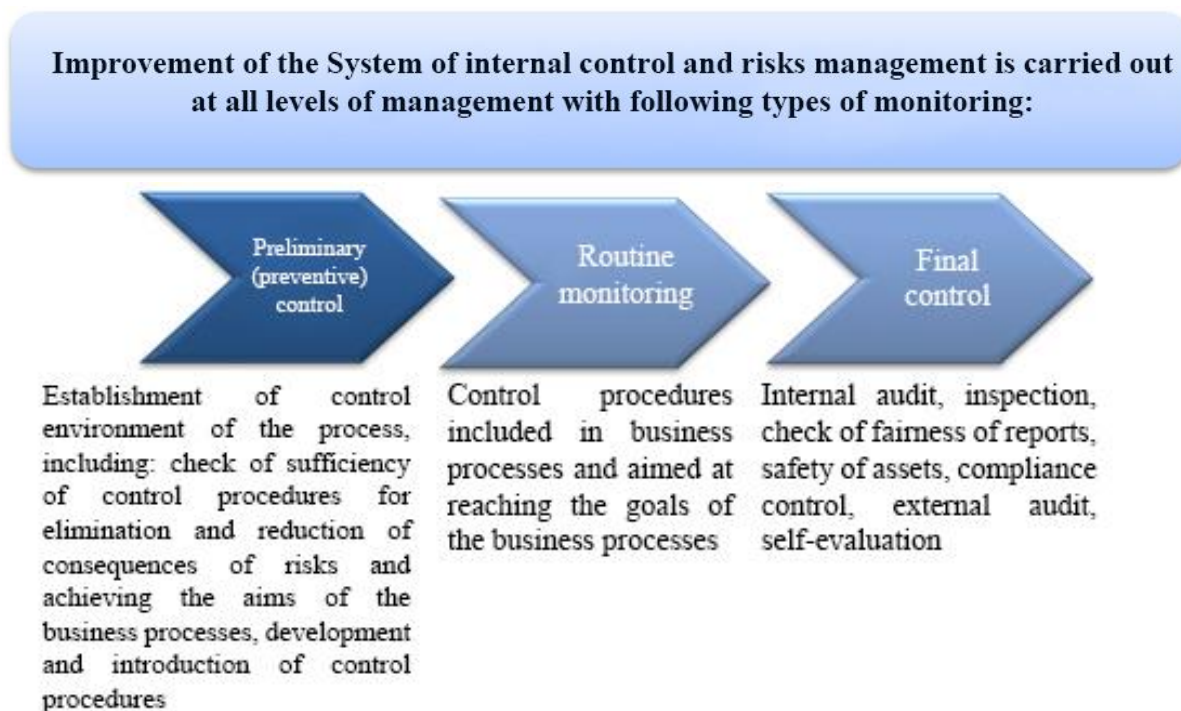 Improvement of the System of internal control and risks management is carried out
at all levels of management with following types of monitoring:
Preliminary
(preventive)
control
Routine
monitoring
Final
control
Establishment of control
environment of the process,
including: check of sufficiency
of control procedures for
elimination and reduction of
consequences of risks and
achieving the aims of the
business processes, development
and introduction of control
procedures
Control procedures
included in business
processes and aimed at
reaching the goals of
the business processes
Internal audit, inspection,
check of fairness of reports,
safety of assets, compliance
control, external audit,
self-evaluation